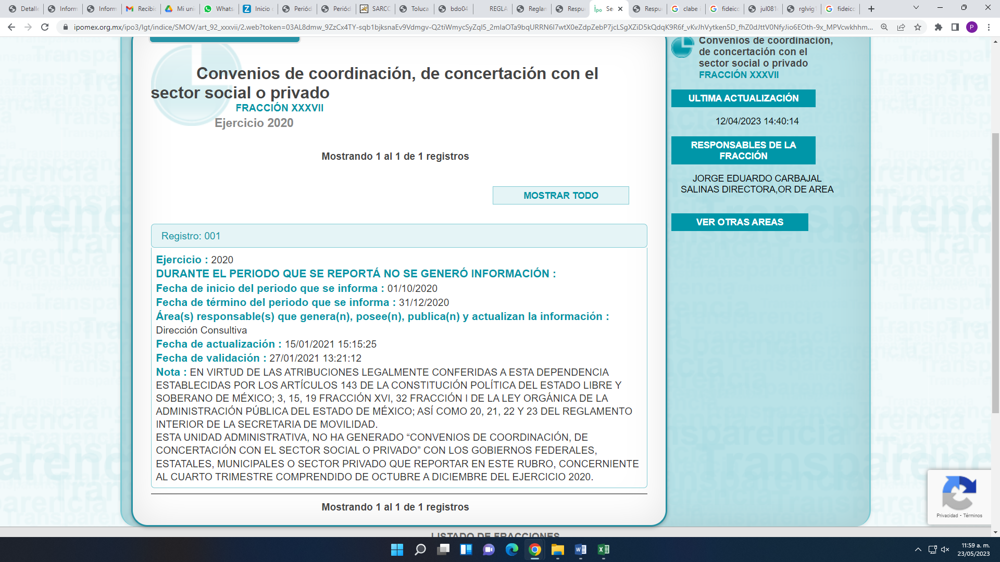 Detalle
Inform
Inform
Recibid
Mi uni
Whats
Inicio
Periód
Periód
SARCC
Toluca
bdo04
REGLA
Reglan
Respu
Se
Respu
clabe i
fideicc
jul081
rglvig
fideicc
ipomex.org.mx/ipo3/lgt/indice/SMOV/art_92_xxxvii/2.web?token=03AL8dmw_9ZzCx4TY-sqb1bjksnaEv9Vdmgv-Q2tiWmycSyZqI5_2mlaOTa9bqURRN6I7wtX0eZdpZebP7jcLSgXZiD5kQdqK9R6f_vKvJhVytken5D_fhZ0dJttV0NfyJio6EOth-9x_MPVcwkhhm...
Convenios de coordinación, de concertación con el
sector social o privado
FRACCIÓN XXXVII
Ejercicio 2020
Mostrando 1 al 1 de 1 registros
MOSTRAR TODO
Registro: 001
Ejercicio : 2020
DURANTE EL PERIODO QUE SE REPORTÁ NO SE GENERÓ INFORMACIÓN :
Fecha de inicio del periodo que se informa : 01/10/2020
Fecha de término del periodo que se informa : 31/12/2020
Área(s) responsable(s) que genera(n), posee(n), publica(n) y actualizan la información :
Dirección Consultiva
Fecha de actualización : 15/01/2021 15:15:25
Fecha de validación : 27/01/2021 13:21:12
Nota : EN VIRTUD DE LAS ATRIBUCIONES LEGALMENTE CONFERIDAS A ESTA DEPENDENCIA
ESTABLECIDAS POR LOS ARTÍCULOS 143 DE LA CONSTITUCIÓN POLÍTICA DEL ESTADO LIBRE Y
SOBERANO DE MÉXICO; 3, 15, 19 FRACCIÓN XVI, 32 FRACCIÓN I DE LA LEY ORGÁNICA DE LA
ADMINISTRACIÓN PÚBLICA DEL ESTADO DE MÉXICO; ASÍ COMO 20, 21, 22 Y 23 DEL REGLAMENTO
INTERIOR DE LA SECRETARIA DE MOVILIDAD.
ESTA UNIDAD ADMINISTRATIVA, NO HA GENERADO “CONVENIOS DE COORDINACIÓN, DE
CONCERTACIÓN CON EL SECTOR SOCIAL O PRIVADO” CON LOS GOBIERNOS FEDERALES,
ESTATALES, MUNICIPALES O SECTOR PRIVADO QUE REPORTAR EN ESTE RUBRO, CONCERNIENTE
AL CUARTO TRIMESTRE COMPRENDIDO DE OCTUBRE A DICIEMBRE DEL EJERCICIO 2020.
Mostrando 1 al 1 de 1 registros
LISTADO DE FRACCIONES
Convenios de coordinación,
de concertación con el
sector social o privado
FRACCIÓN XXXVII
ULTIMA ACTUALIZACIÓN
12/04/2023 14:40:14
RESPONSABLES DE LA
FRACCIÓN
JORGE EDUARDO CARBAJAL
SALINAS DIRECTORA,OR DE AREA
VER OTRAS AREAS
Privacidad - Términos
11:59 a. m.
23/05/2023